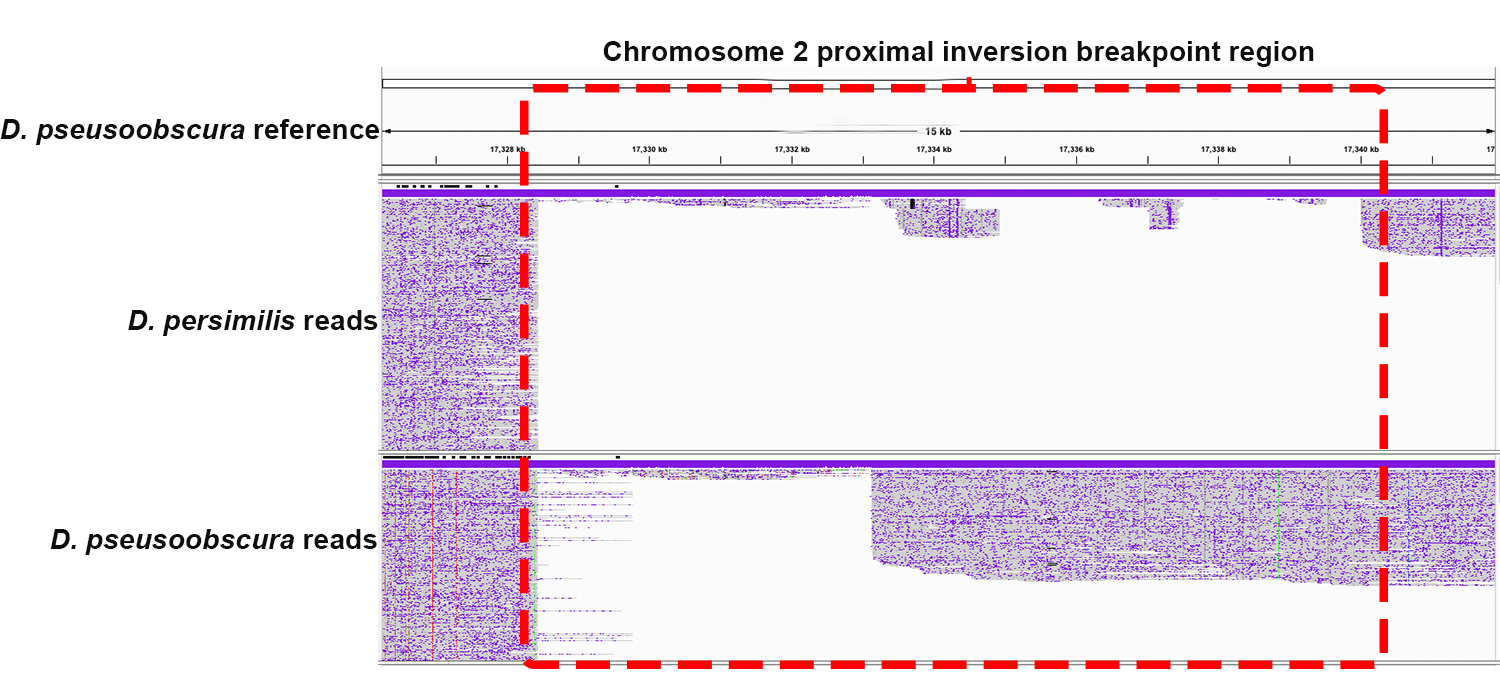 Chromosome 2 proximal inversion breakpoint region
D. pseusoobscura reference
15 kb
17,328 kb 17,330 kb 17,332 kb 17,334 kb 17,336 kb 17,338 kb 17,340 kb 17
D. persimilis reads
D. pseusoobscura reads